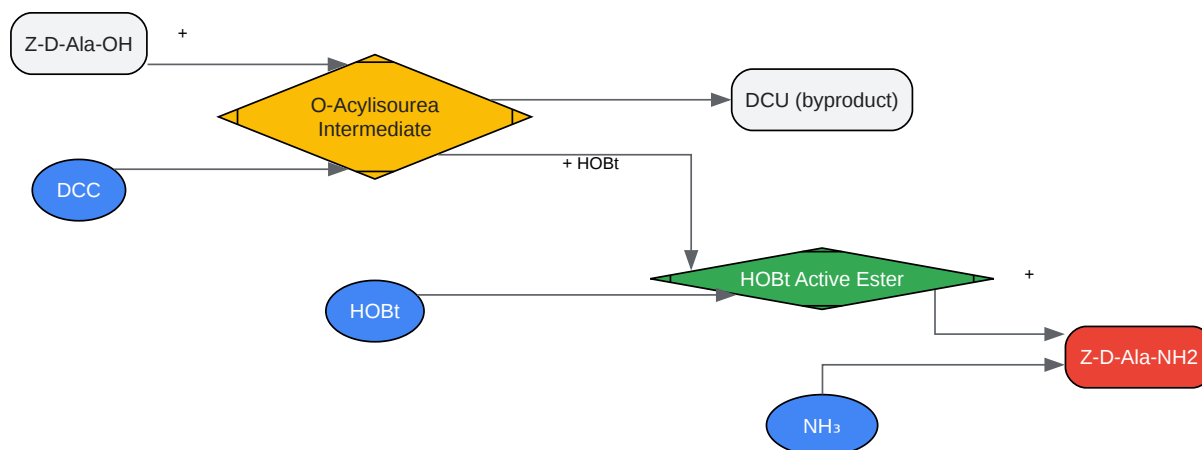 Z-D-Ala-OH
+
O-Acylisourea
Intermediate
DCU (byproduct)
+ HOBt
DCC
HOBt Active Ester
+
HOBt
Z-D-Ala-NH2
NH₃